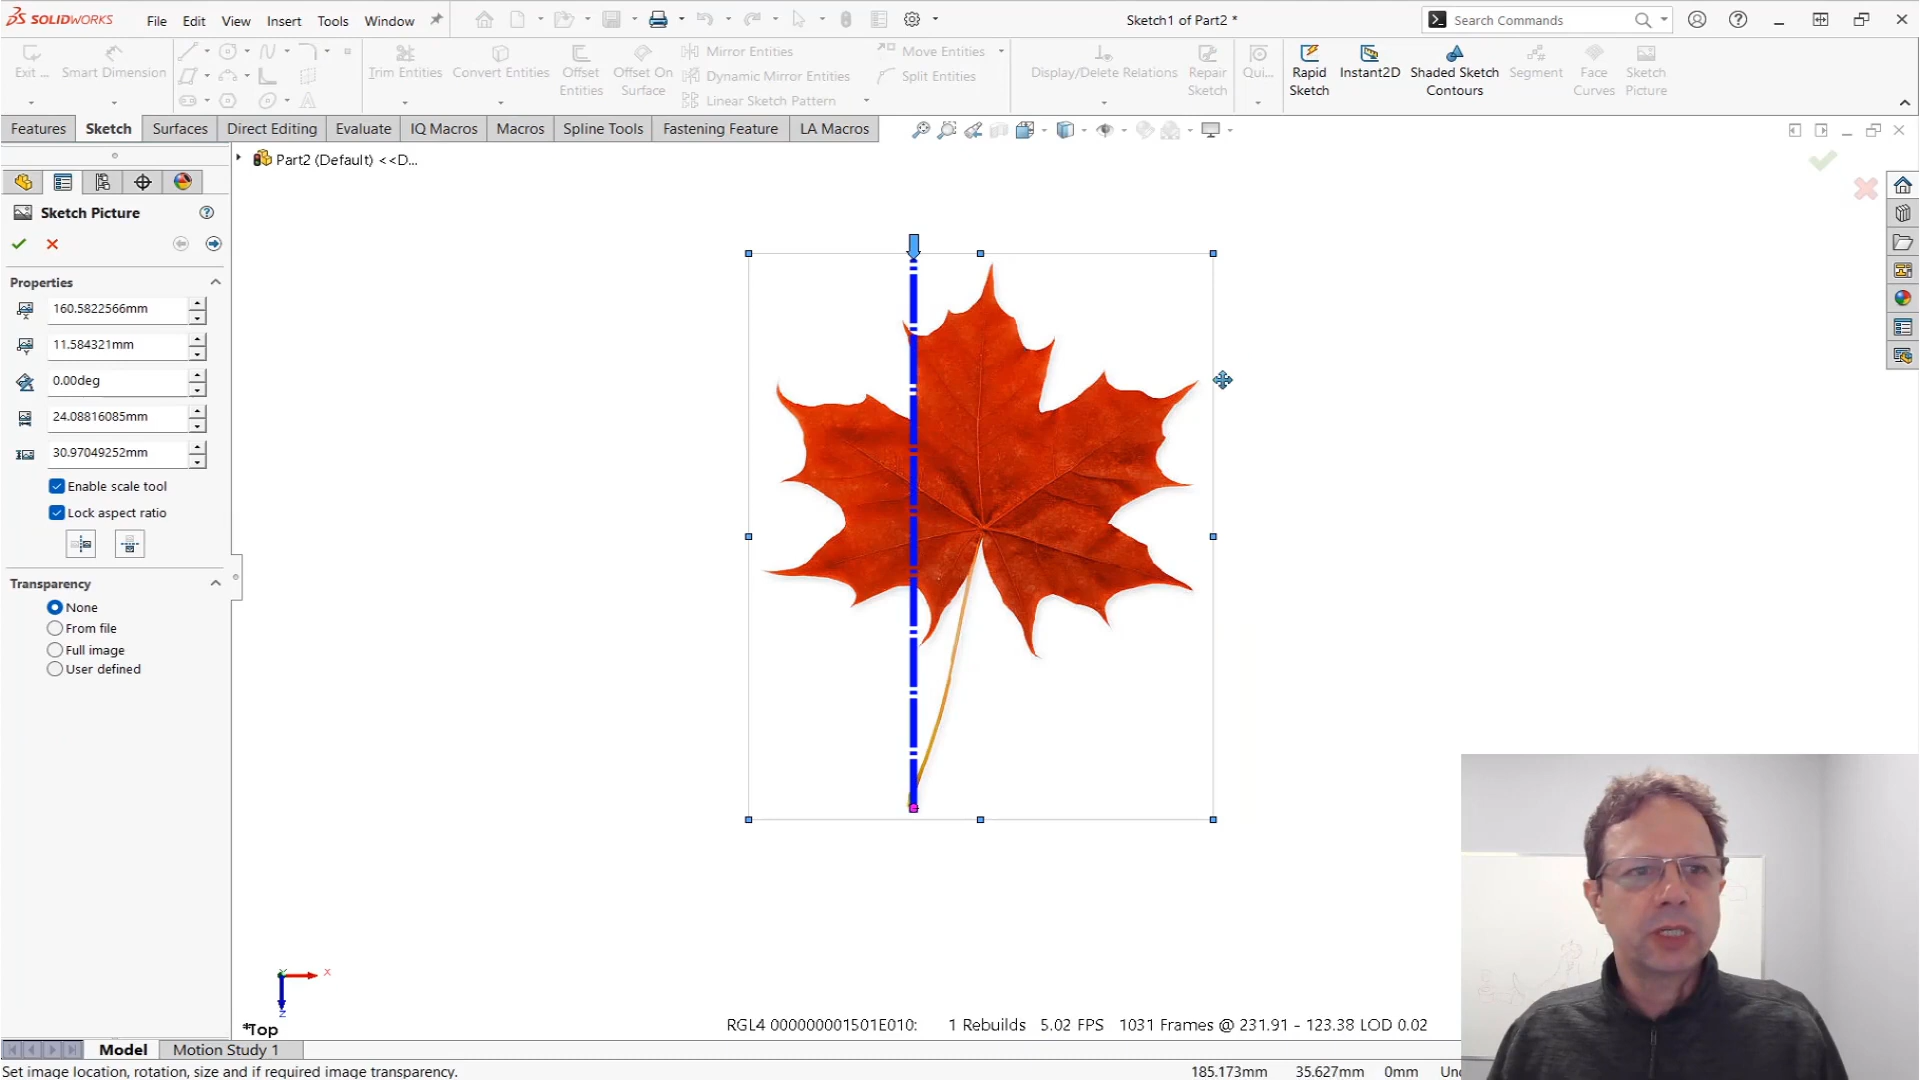 SOLIDWORKS File Edit View Insert Tools Window Sketch1 of Part2 * Search Commands
Exit ... Smart Dimension Trim Entities Convert Entities Offset Entities Offset On Surface Mirror Entities Dynamic Mirror Entities Linear Sketch Pattern Move Entities Split Entities Display/Delete Relations Repair Sketch Qui... Rapid Sketch Instant2D Shaded Sketch Contours Segment Face Curves Sketch Picture
Features Sketch Surfaces Direct Editing Evaluate IQ Macros Macros Spline Tools Fastening Feature LA Macros
Part2 (Default) <<D...
Sketch Picture
Properties
160.5822566mm
11.584321mm
0.00deg
24.08816085mm
30.97049252mm
Enable scale tool
Lock aspect ratio
Transparency
None
From file
Full image
User defined
X
Z
*Top
RGL4 000000001501E010: 1 Rebuilds 5.02 FPS 1031 Frames @ 231.91 - 123.38 LOD 0.02
Model Motion Study 1
Set image location, rotation, size and if required image transparency. 185.173mm 35.627mm 0mm